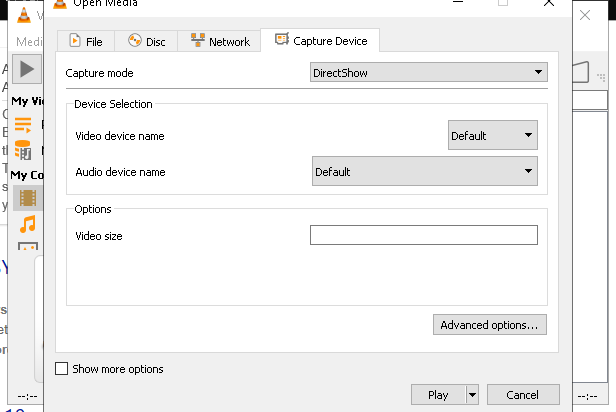 Open Media
Medi
File
Disc
Network
Capture Device
Capture mode
DirectShow
My Vi
Device Selection
Video device name
Default
Audio device name
Default
My Co
Options
Video size
Advanced options...
Show more options
Play
Cancel
--:--
--:--